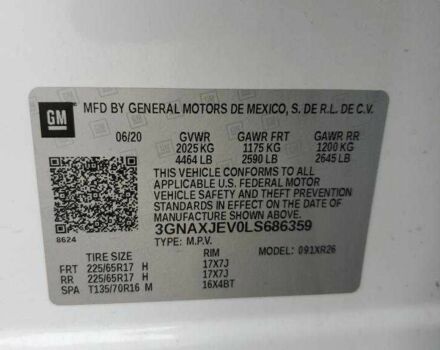 GM
MFD BY GENERAL MOTORS DE MEXICO, S. DE R.L. DE C.V.
06/20 GVWR GAWR FRT GAWR RR
2025 KG 1175 KG 1200 KG
4464 LB 2590 LB 2645 LB
THIS VEHICLE CONFORMS TO ALL
APPLICABLE U.S. FEDERAL MOTOR
VEHICLE SAFETY AND THEFT PREVENTION
STANDARDS IN EFFECT ON THE DATE OF
MANUFACTURE SHOWN ABOVE.
3GNAXJEV0LS686359
8624 TYPE: M.P.V.
TIRE SIZE RIM MODEL: 091XR26
FRT 225/65R17 H 17X7J
RR 225/65R17 H 17X7J
SPA T135/70R16 M 16X4BT